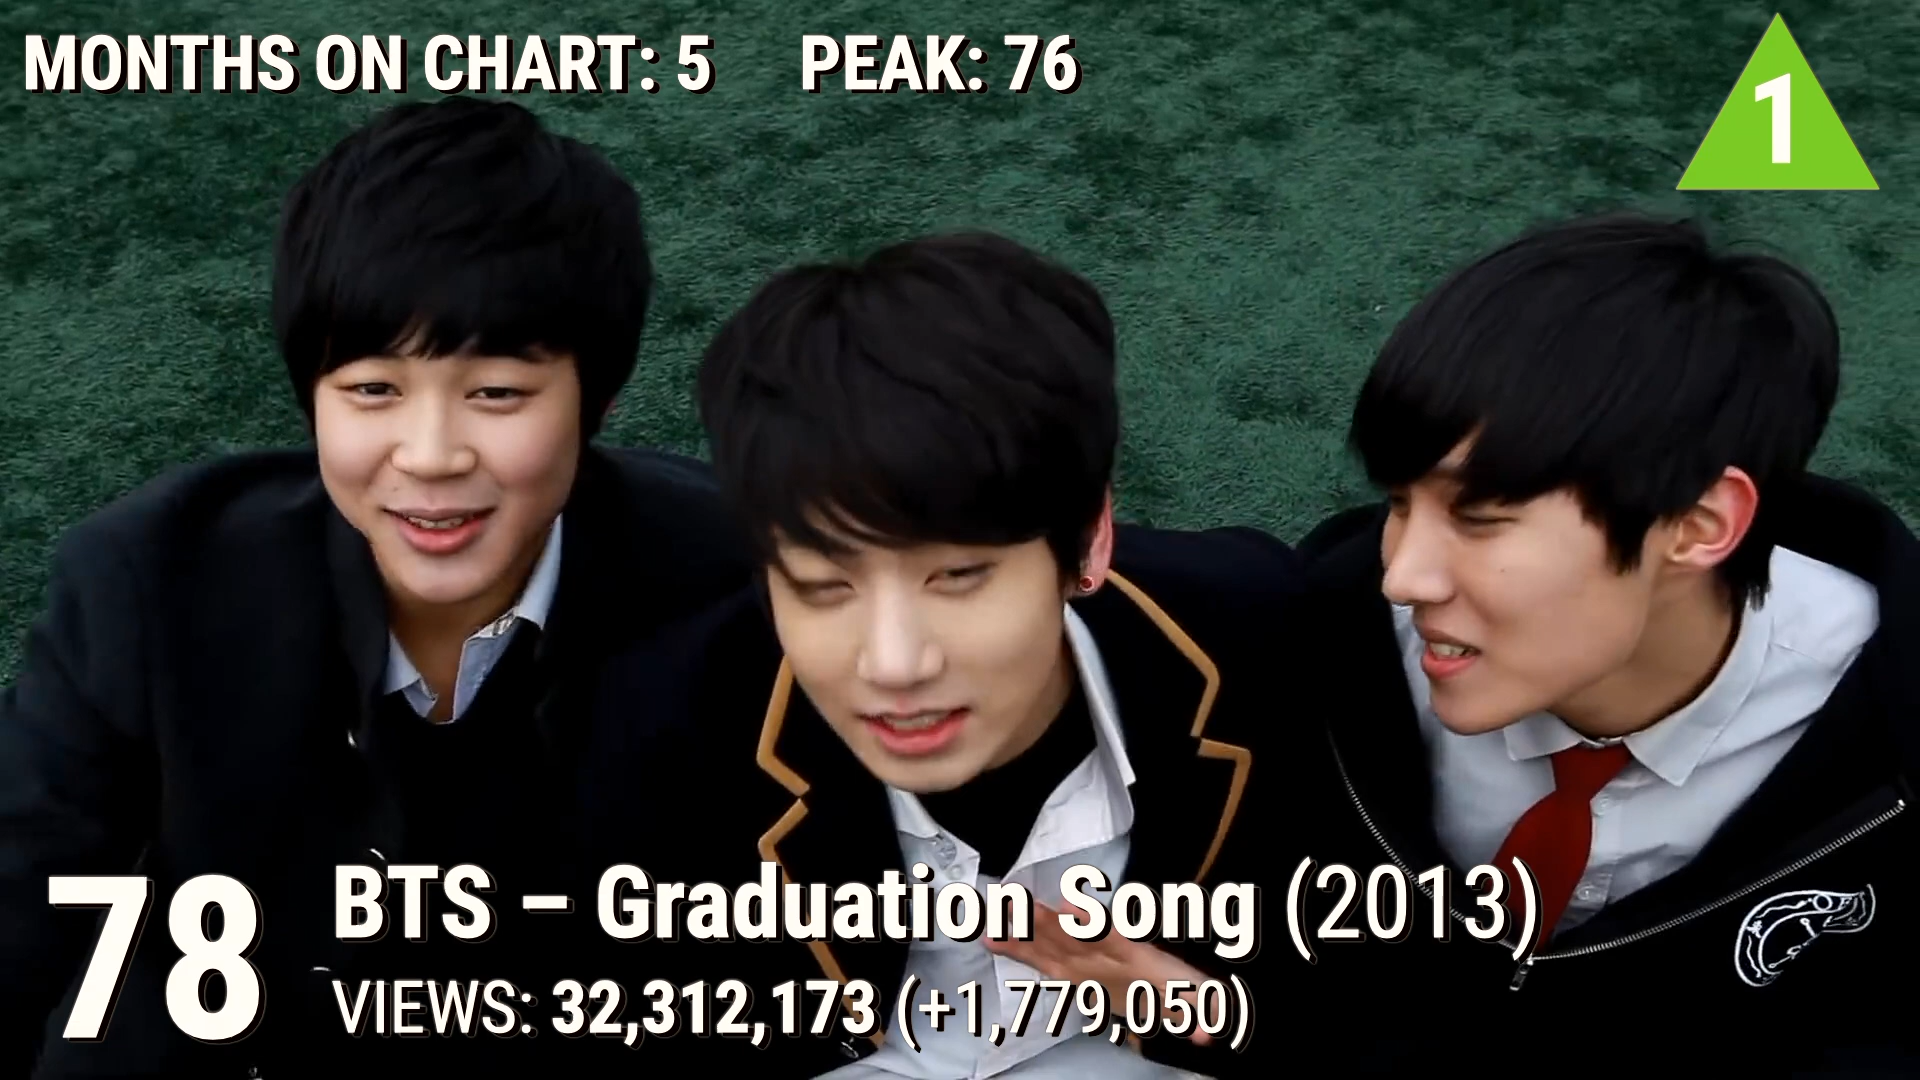 MONTHS ON CHART: 5 PEAK: 76
1
78
BTS – Graduation Song (2013)
VIEWS: 32,312,173 (+1,779,050)